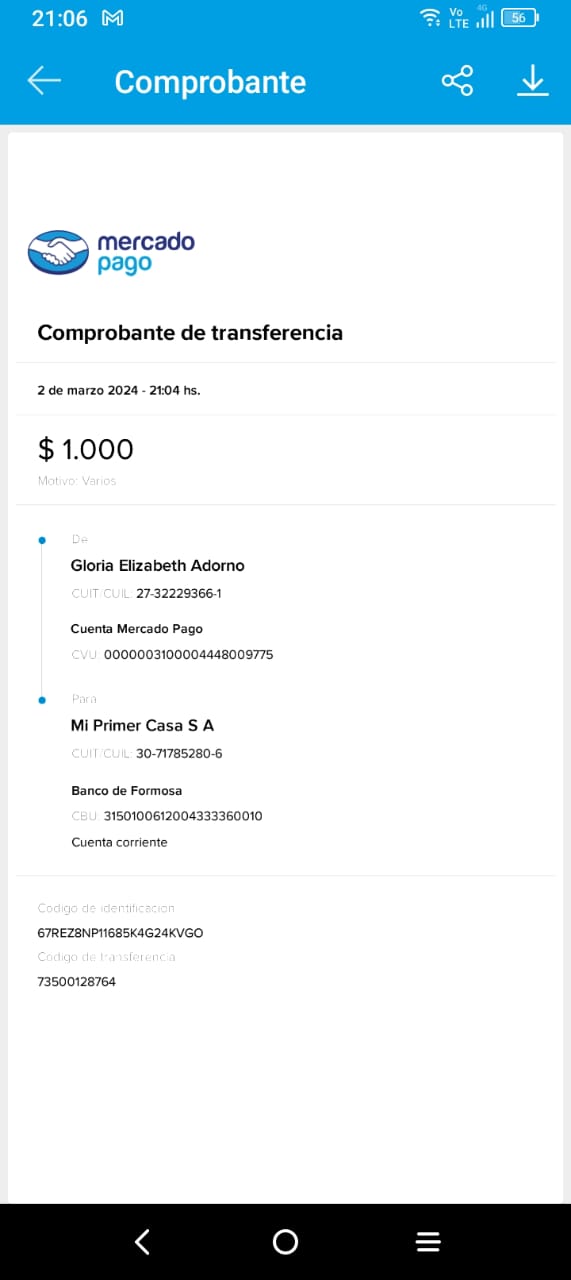 21:06
Vo LTE 4G 56
Comprobante
mercado
pago
Comprobante de transferencia
2 de marzo 2024 - 21:04 hs.
$ 1.000
Motivo: Varios
De
Gloria Elizabeth Adorno
CUIT/CUIL: 27-32229366-1
Cuenta Mercado Pago
CVU: 0000003100004448009775
Para
Mi Primer Casa S A
CUIT/CUIL: 30-71785280-6
Banco de Formosa
CBU: 3150100612004333360010
Cuenta corriente
Codigo de identificacion
67REZ8NP11685K4G24KVGO
Codigo de transferencia
73500128764